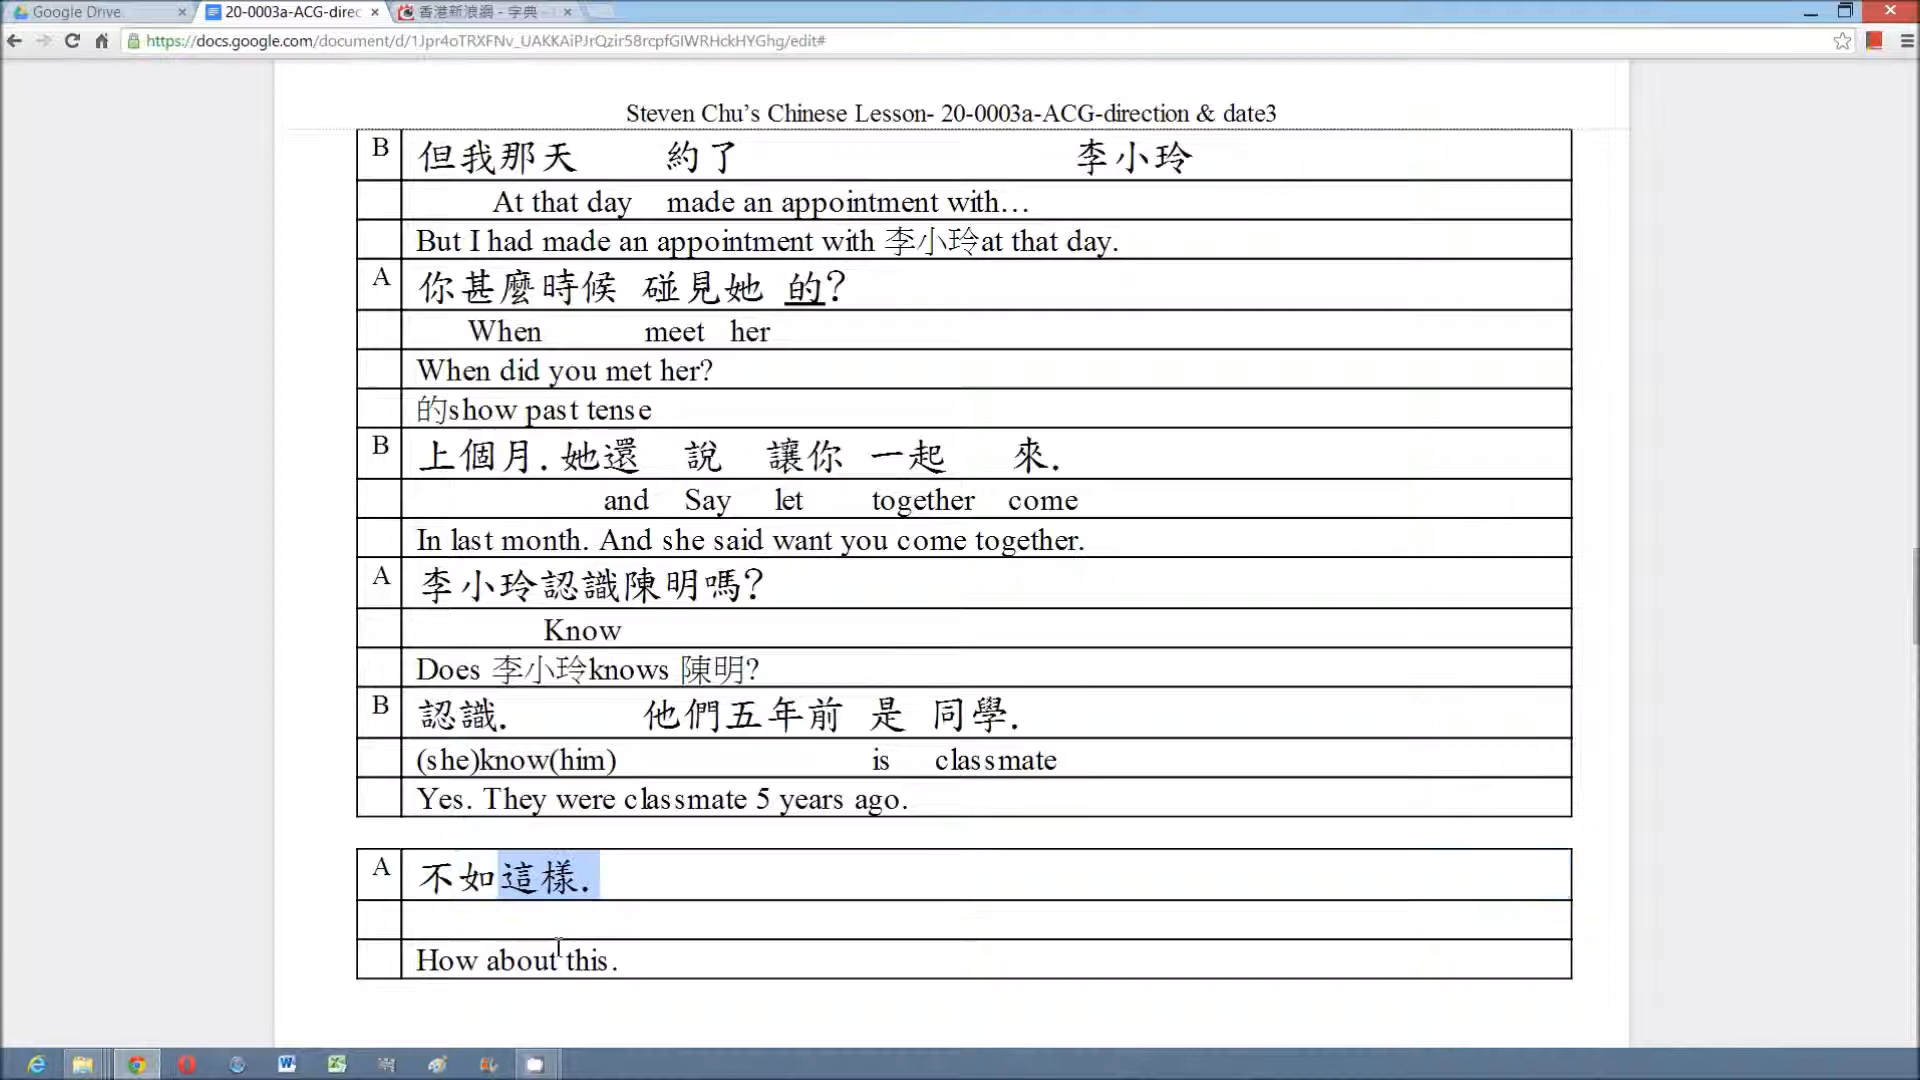 Google Drive
20-0003a-ACG-direc
香港新浪網 - 字典
https://docs.google.com/document/d/1Jpr4oTRXFNv_UAKKAiPJrQzir58rcpfGIWRHckHYGhg/edit#
Steven Chu's Chinese Lesson- 20-0003a-ACG-direction & date3
B 但我那天 約了 李小玲
At that day made an appointment with…
But I had made an appointment with 李小玲at that day.
A 你甚麼時候 碰見她 的?
When meet her
When did you met her?
的show past tense
B 上個月. 她還 說 讓你 一起 來.
and Say let together come
In last month. And she said want you come together.
A 李小玲認識陳明嗎?
Know
Does 李小玲knows 陳明?
B 認識. 他們五年前 是 同學.
(she)know(him) is classmate
Yes. They were classmate 5 years ago.
A 不如這樣.
How about this.